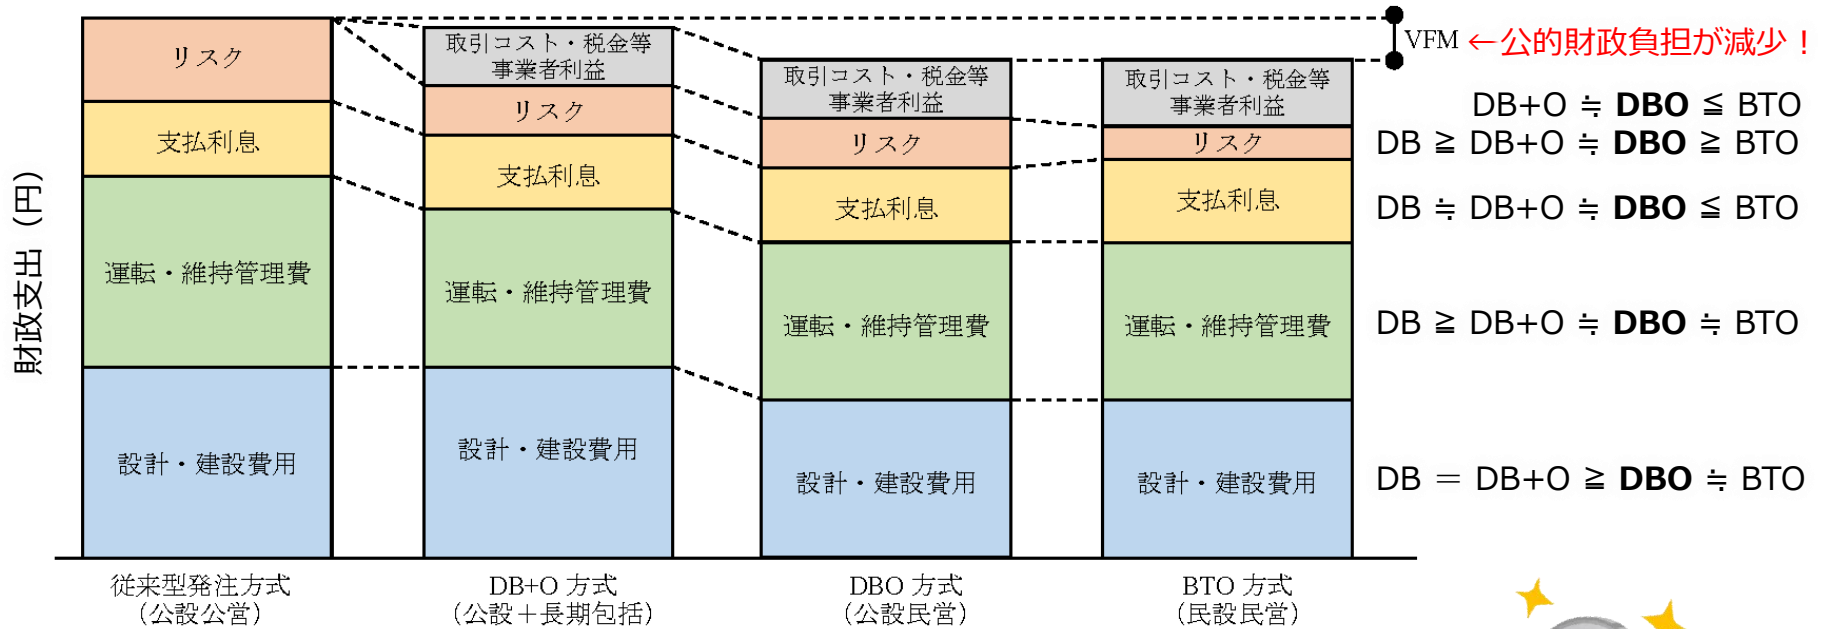 財政支出（円）
リスク
支払利息
運転・維持管理費
設計・建設費用
従来型発注方式
（公設公営）
取引コスト・税金等
事業者利益
リスク
支払利息
運転・維持管理費
設計・建設費用
DB+O 方式
（公設＋長期包括）
取引コスト・税金等
事業者利益
リスク
支払利息
運転・維持管理費
設計・建設費用
DBO 方式
（公設民営）
取引コスト・税金等
事業者利益
リスク
支払利息
運転・維持管理費
設計・建設費用
BTO 方式
（民設民営）
VFM ←公的財政負担が減少！
DB+O ≒ DBO ≦ BTO
DB ≧ DB+O ≒ DBO ≧ BTO
DB ≒ DB+O ≒ DBO ≦ BTO
DB ≧ DB+O ≒ DBO ≒ BTO
DB ＝ DB+O ≧ DBO ≒ BTO